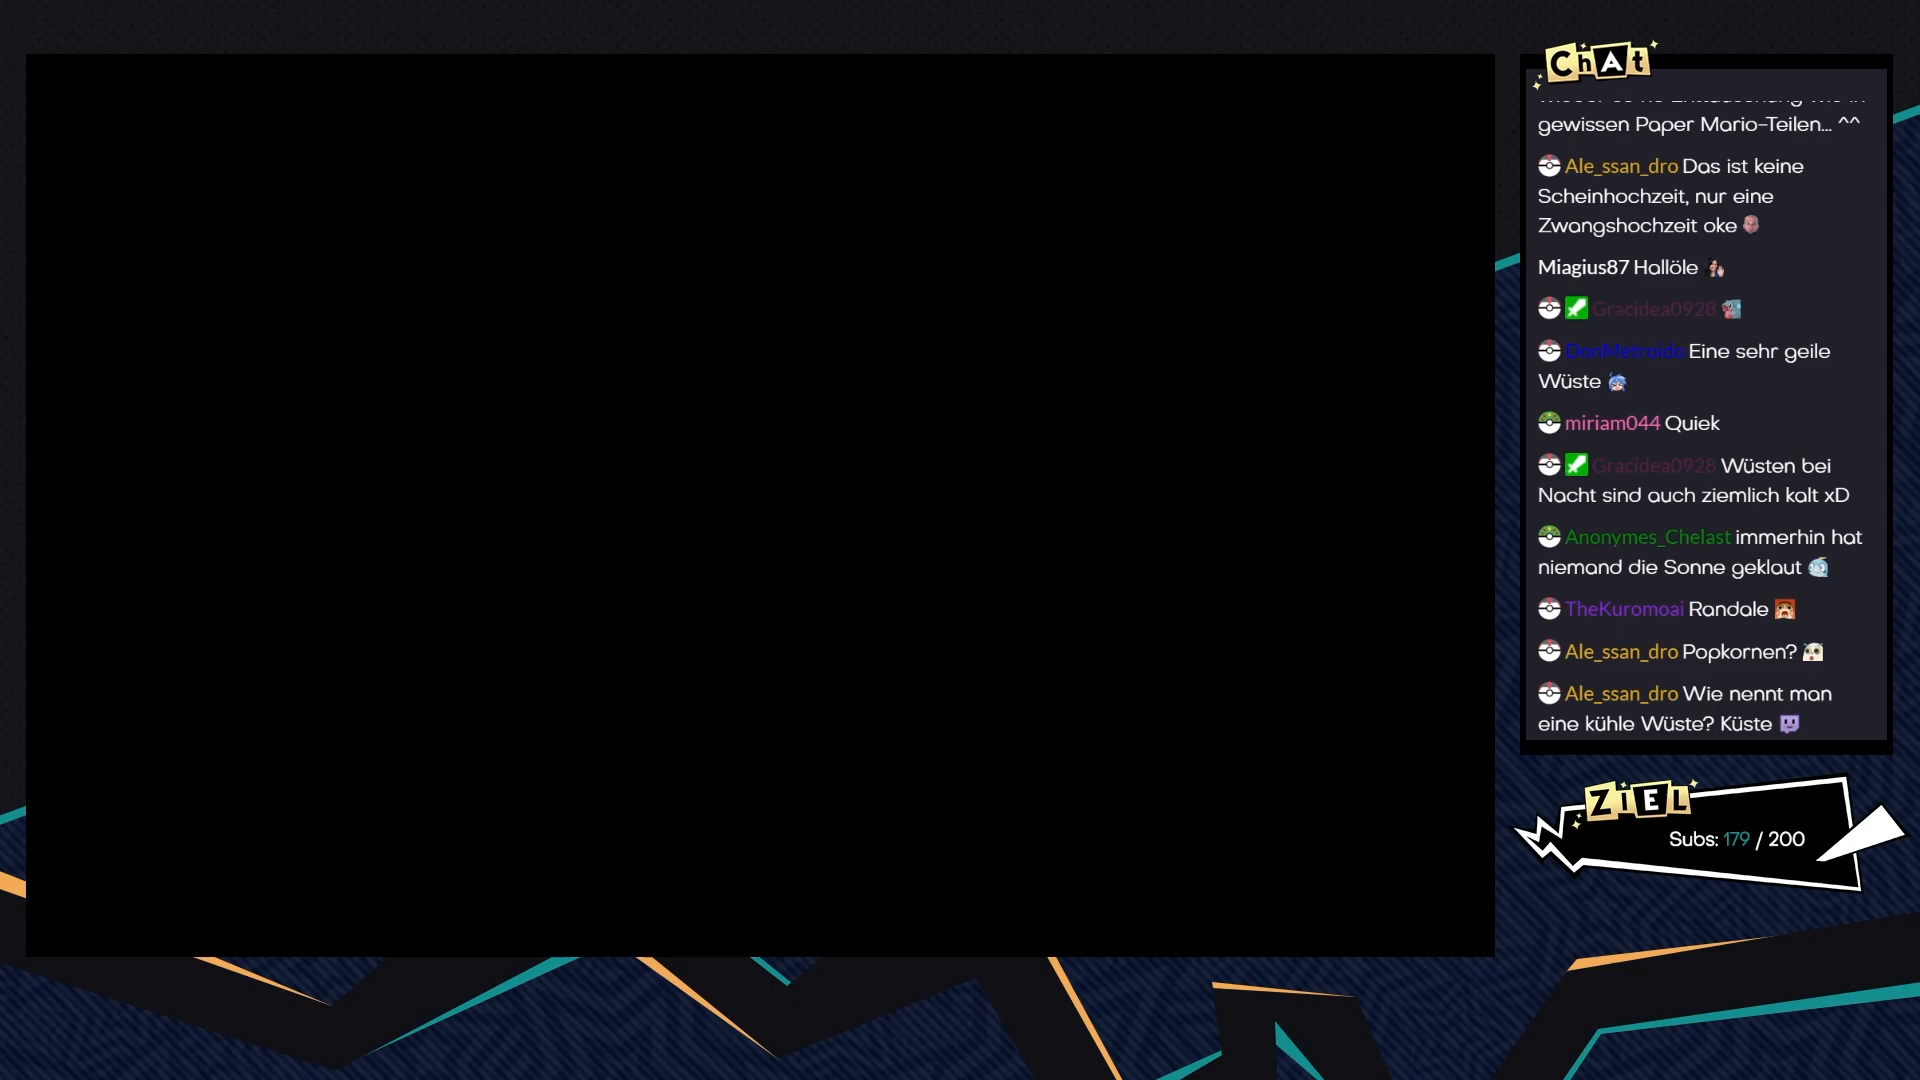 ChAt
gewissen Paper Mario-Teilen... ^^
Ale_ssan_dro Das ist keine
Scheinhochzeit, nur eine
Zwangshochzeit oke
Miagius87 Hallöle
Gracidea0928
DonMetroido Eine sehr geile
Wüste
miriam044 Quiek
Gracidea0928 Wüsten bei
Nacht sind auch ziemlich kalt xD
Anonymes_Chelast immerhin hat
niemand die Sonne geklaut
TheKuromoai Randale
Ale_ssan_dro Popkornen?
Ale_ssan_dro Wie nennt man
eine kühle Wüste? Küste
ZIEL
Subs: 179 / 200